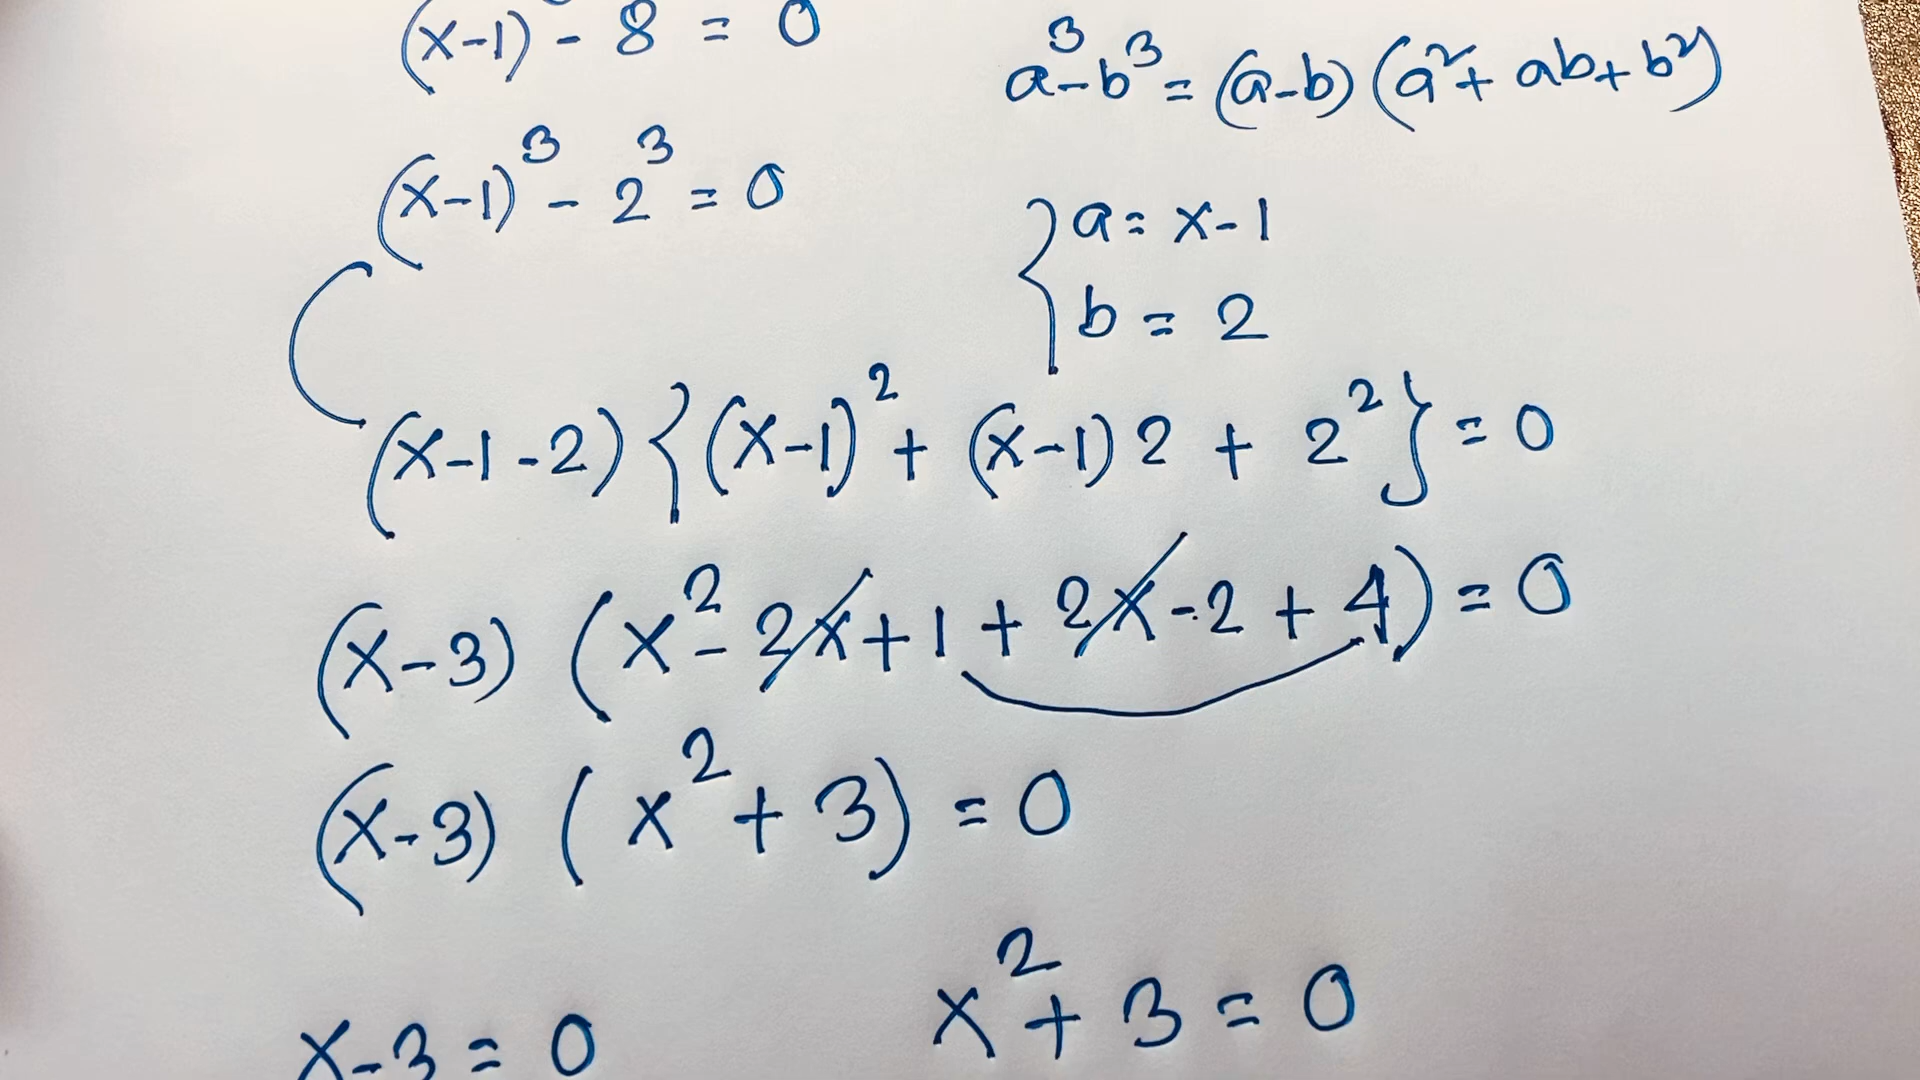 (x-1) - 8 = 0
a³-b³ = (a-b) (a²+ ab+b²)
(x-1)³ - 2³ = 0
a = x-1
b = 2
(x-1-2) {(x-1)² + (x-1) 2 + 2²} = 0
(x-3) (x² - 2x + 1 + 2x - 2 + 4) = 0
(x-3) (x² + 3) = 0
x-3 = 0
x² + 3 = 0